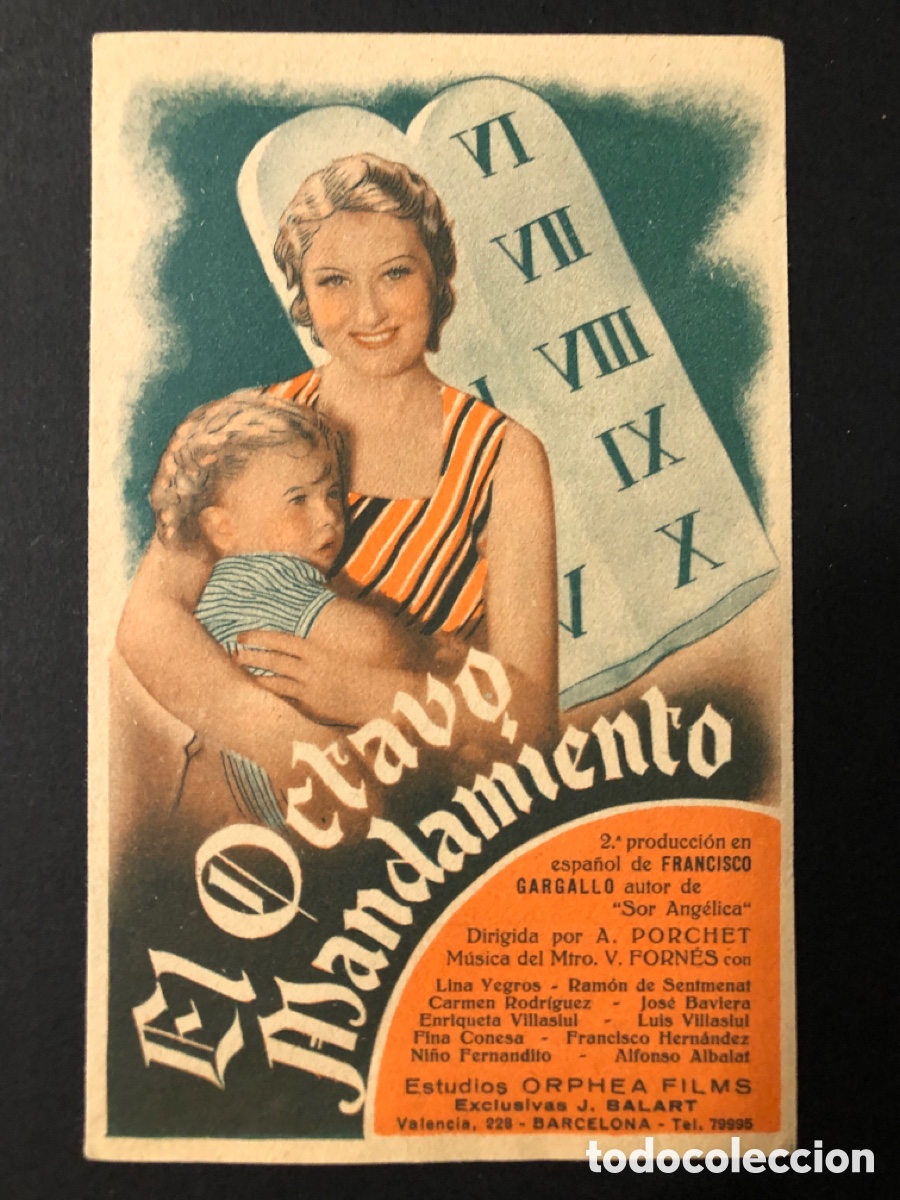 VI
VII
VIII
IX
X
V
El Octavo
Mandamiento
2.ª producción en
español de FRANCISCO
GARGALLO autor de
"Sor Angélica"
Dirigida por A. PORCHET
Música del Mtro. V. FORNÉS con
Lina Yegros - Ramón de Sentmenat
Carmen Rodríguez - José Baviera
Enriqueta Villasiul - Luis Villasiul
Fina Conesa - Francisco Hernández
Niño Fernandito - Alfonso Albalat
Estudios ORPHEA FILMS
Exclusivas J. BALART
Valencia, 228 - BARCELONA - Tel. 79995
todocoleccion